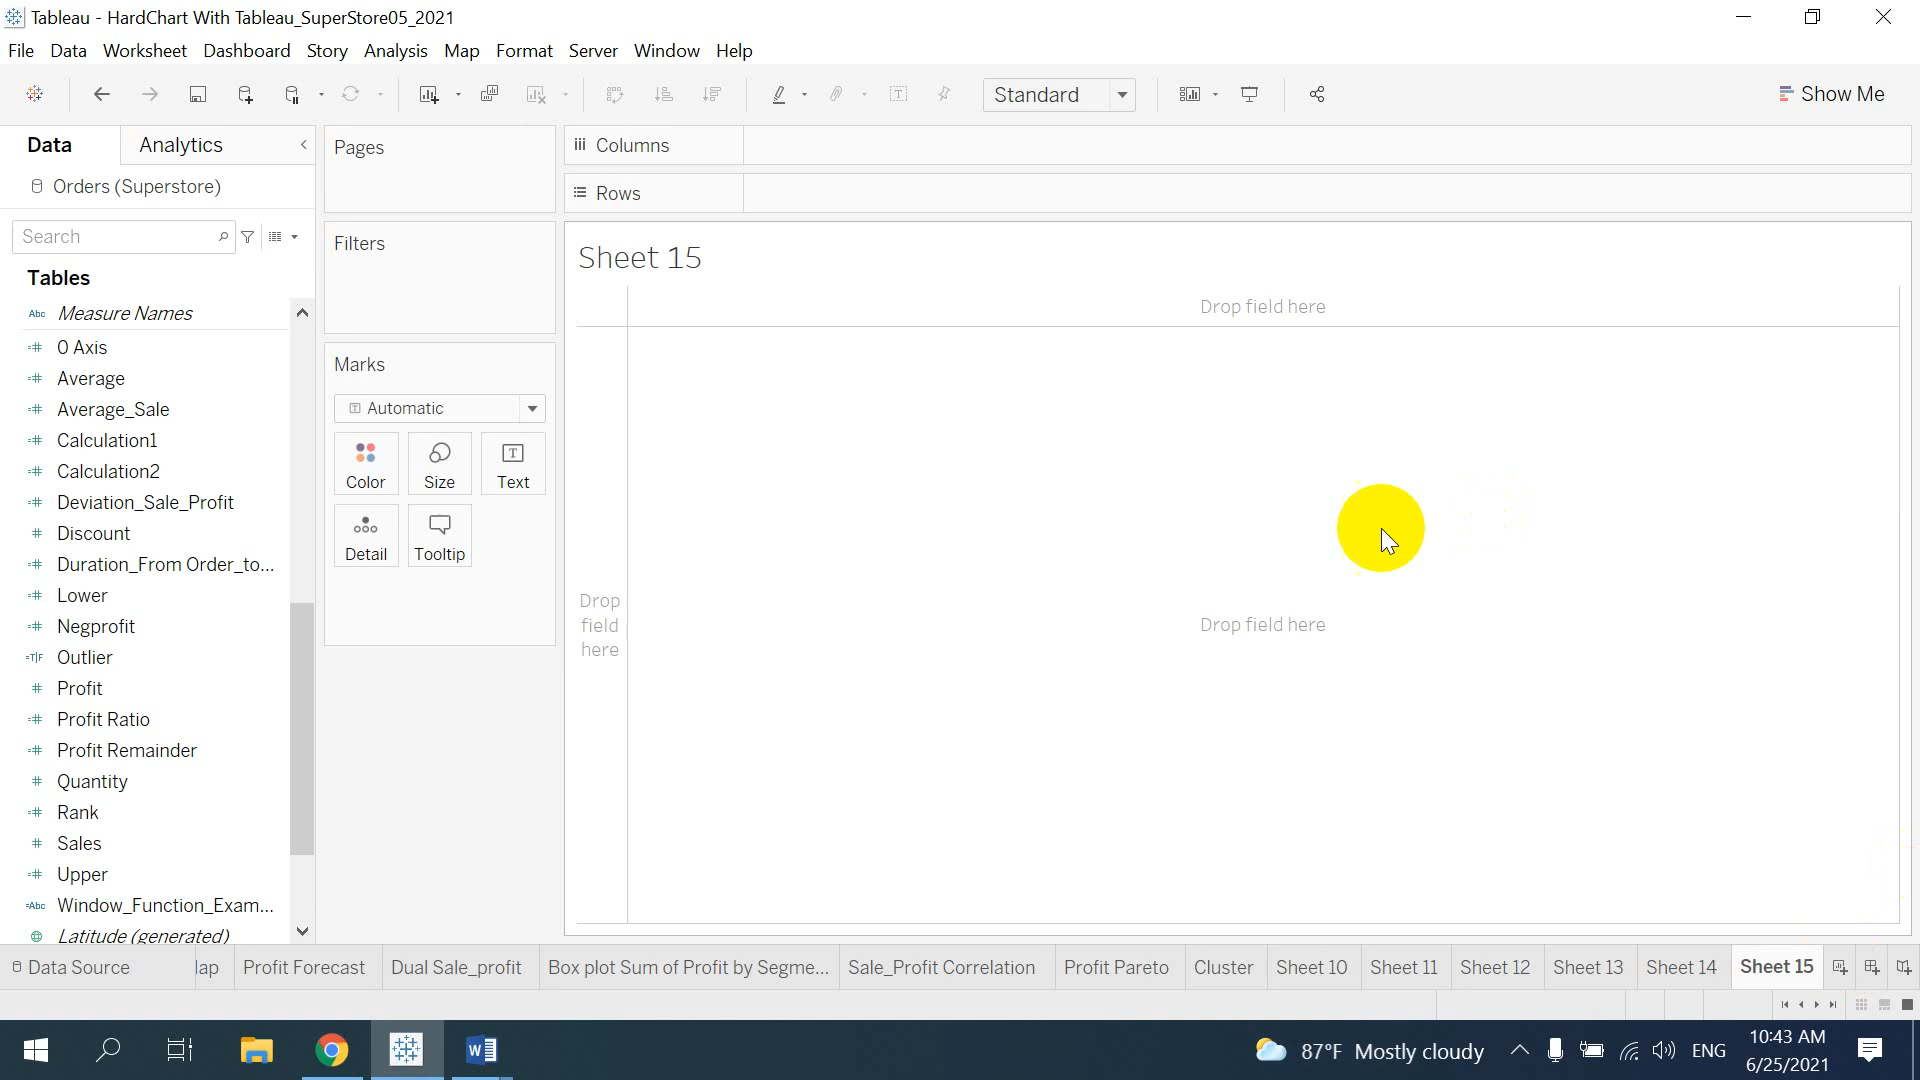 Tableau - HardChart With Tableau_SuperStore05_2021
File Data Worksheet Dashboard Story Analysis Map Format Server Window Help
Standard
Show Me
Data
Analytics
Orders (Superstore)
Search
Tables
Abc Measure Names
0 Axis
Average
Average_Sale
Calculation1
Calculation2
Deviation_Sale_Profit
Discount
Duration_From Order_to...
Lower
Negprofit
T|F Outlier
Profit
Profit Ratio
Profit Remainder
Quantity
Rank
Sales
Upper
Abc Window_Function_Exam...
Latitude (generated)
Pages
Filters
Marks
Automatic
Color
Size
Text
Detail
Tooltip
Columns
Rows
Sheet 15
Drop field here
Drop
field
here
Drop field here
Data Source
Profit Forecast
Dual Sale_profit
Box plot Sum of Profit by Segme...
Sale_Profit Correlation
Profit Pareto
Cluster
Sheet 10
Sheet 11
Sheet 12
Sheet 13
Sheet 14
Sheet 15
87°F Mostly cloudy
ENG
10:43 AM
6/25/2021